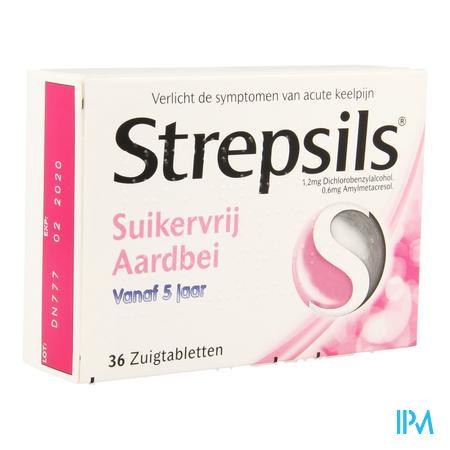 Verlicht de symptomen van acute keelpijn
Strepsils®
1,2mg Dichlorobenzylalcohol.
0,6mg Amylmetacresol.
Suikervrij
Aardbei
Vanaf 5 jaar
36 Zuigtabletten
EXP: 02 2020
LOT: DN777
IPM